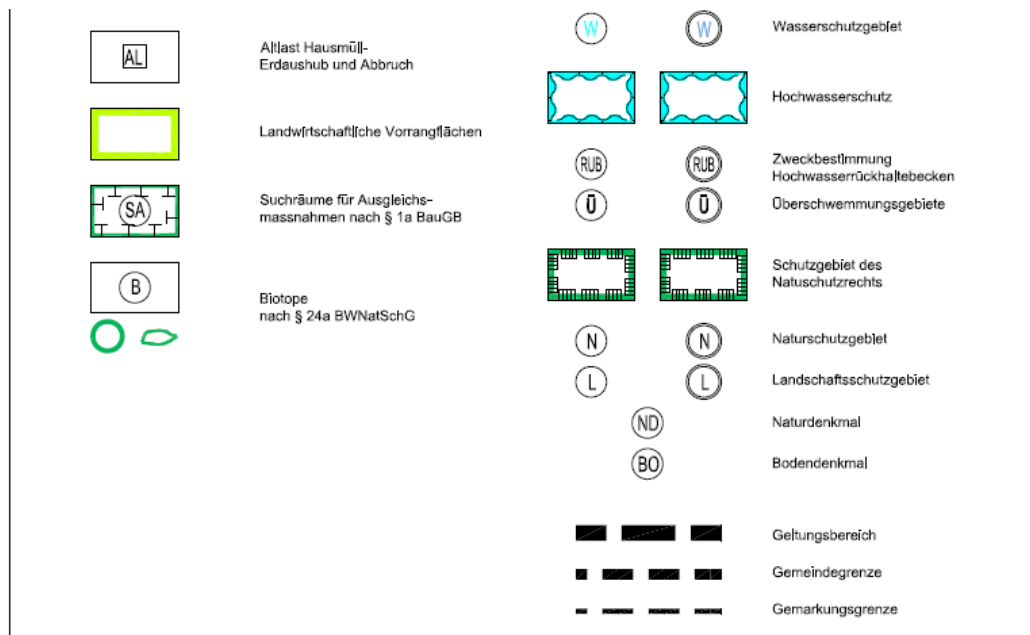 AL
Altlast Hausmüll-
Erdaushub und Abbruch
Landwirtschaftliche Vorrangflächen
SA
Suchräume für Ausgleichs-
massnahmen nach § 1a BauGB
B
Biotope
nach § 24a BWNatSchG
W W Wasserschutzgebiet
Hochwasserschutz
RUB RUB Zweckbestimmung
Hochwasserrückhaltebecken
Ü Ü Überschwemmungsgebiete
Schutzgebiet des
Natuschutzrechts
N N Naturschutzgebiet
L L Landschaftsschutzgebiet
ND Naturdenkmal
BO Bodendenkmal
Geltungsbereich
Gemeindegrenze
Gemarkungsgrenze